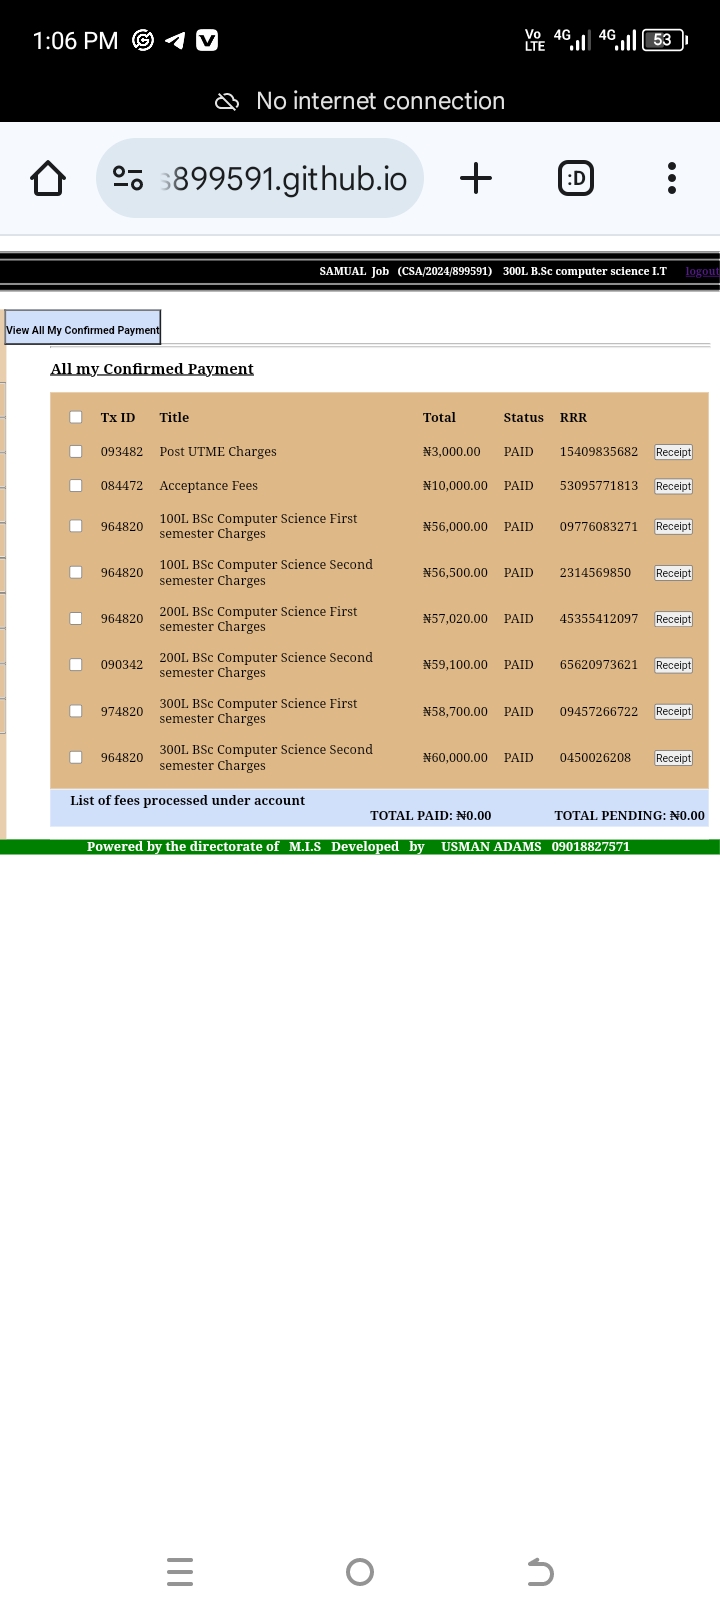 1:06 PM
Vo LTE 4G 4G 53
No internet connection
s899591.github.io
:D
SAMUAL Job (CSA/2024/899591) 300L B.Sc computer science I.T logout
View All My Confirmed Payment
All my Confirmed Payment
Tx ID Title Total Status RRR
093482 Post UTME Charges ₦3,000.00 PAID 15409835682 Receipt
084472 Acceptance Fees ₦10,000.00 PAID 53095771813 Receipt
964820 100L BSc Computer Science First semester Charges ₦56,000.00 PAID 09776083271 Receipt
964820 100L BSc Computer Science Second semester Charges ₦56,500.00 PAID 2314569850 Receipt
964820 200L BSc Computer Science First semester Charges ₦57,020.00 PAID 45355412097 Receipt
090342 200L BSc Computer Science Second semester Charges ₦59,100.00 PAID 65620973621 Receipt
974820 300L BSc Computer Science First semester Charges ₦58,700.00 PAID 09457266722 Receipt
964820 300L BSc Computer Science Second semester Charges ₦60,000.00 PAID 0450026208 Receipt
List of fees processed under account
TOTAL PAID: ₦0.00 TOTAL PENDING: ₦0.00
Powered by the directorate of M.I.S Developed by USMAN ADAMS 09018827571